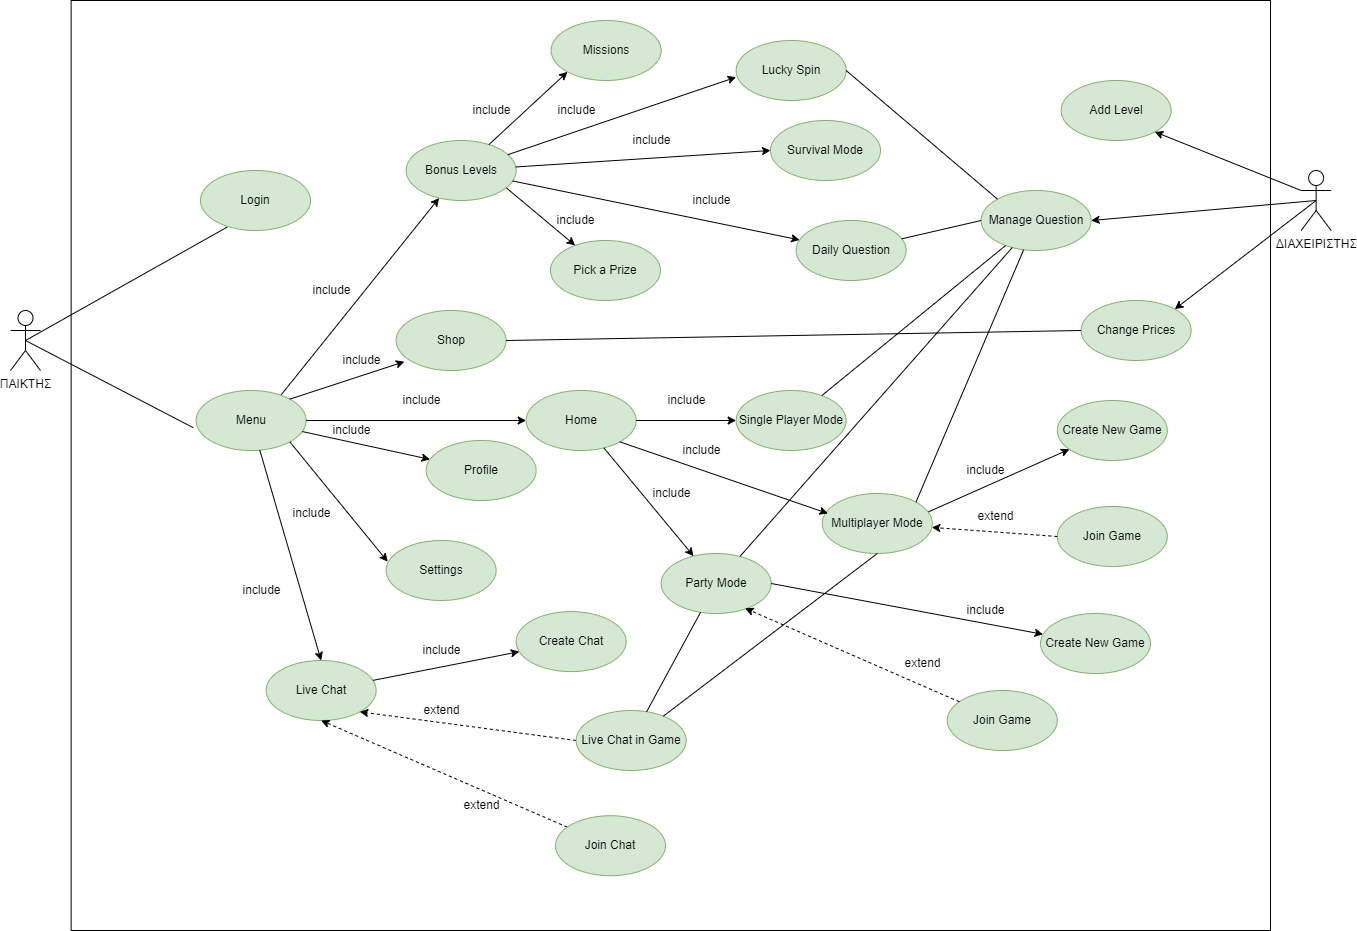 Missions
Lucky Spin
include
include
Add Level
include
Survival Mode
Bonus Levels
Login
include
include
Manage Question
ΔΙΑΧΕΙΡΙΣΤΗΣ
Daily Question
Pick a Prize
include
Shop
Change Prices
include
ΠΑΙΚΤΗΣ
include
include
Menu
include
Home
Single Player Mode
Create New Game
include
Profile
include
include
include
extend
Multiplayer Mode
Join Game
Settings
Party Mode
include
include
Create Chat
Create New Game
include
extend
Live Chat
extend
Join Game
Live Chat in Game
extend
Join Chat